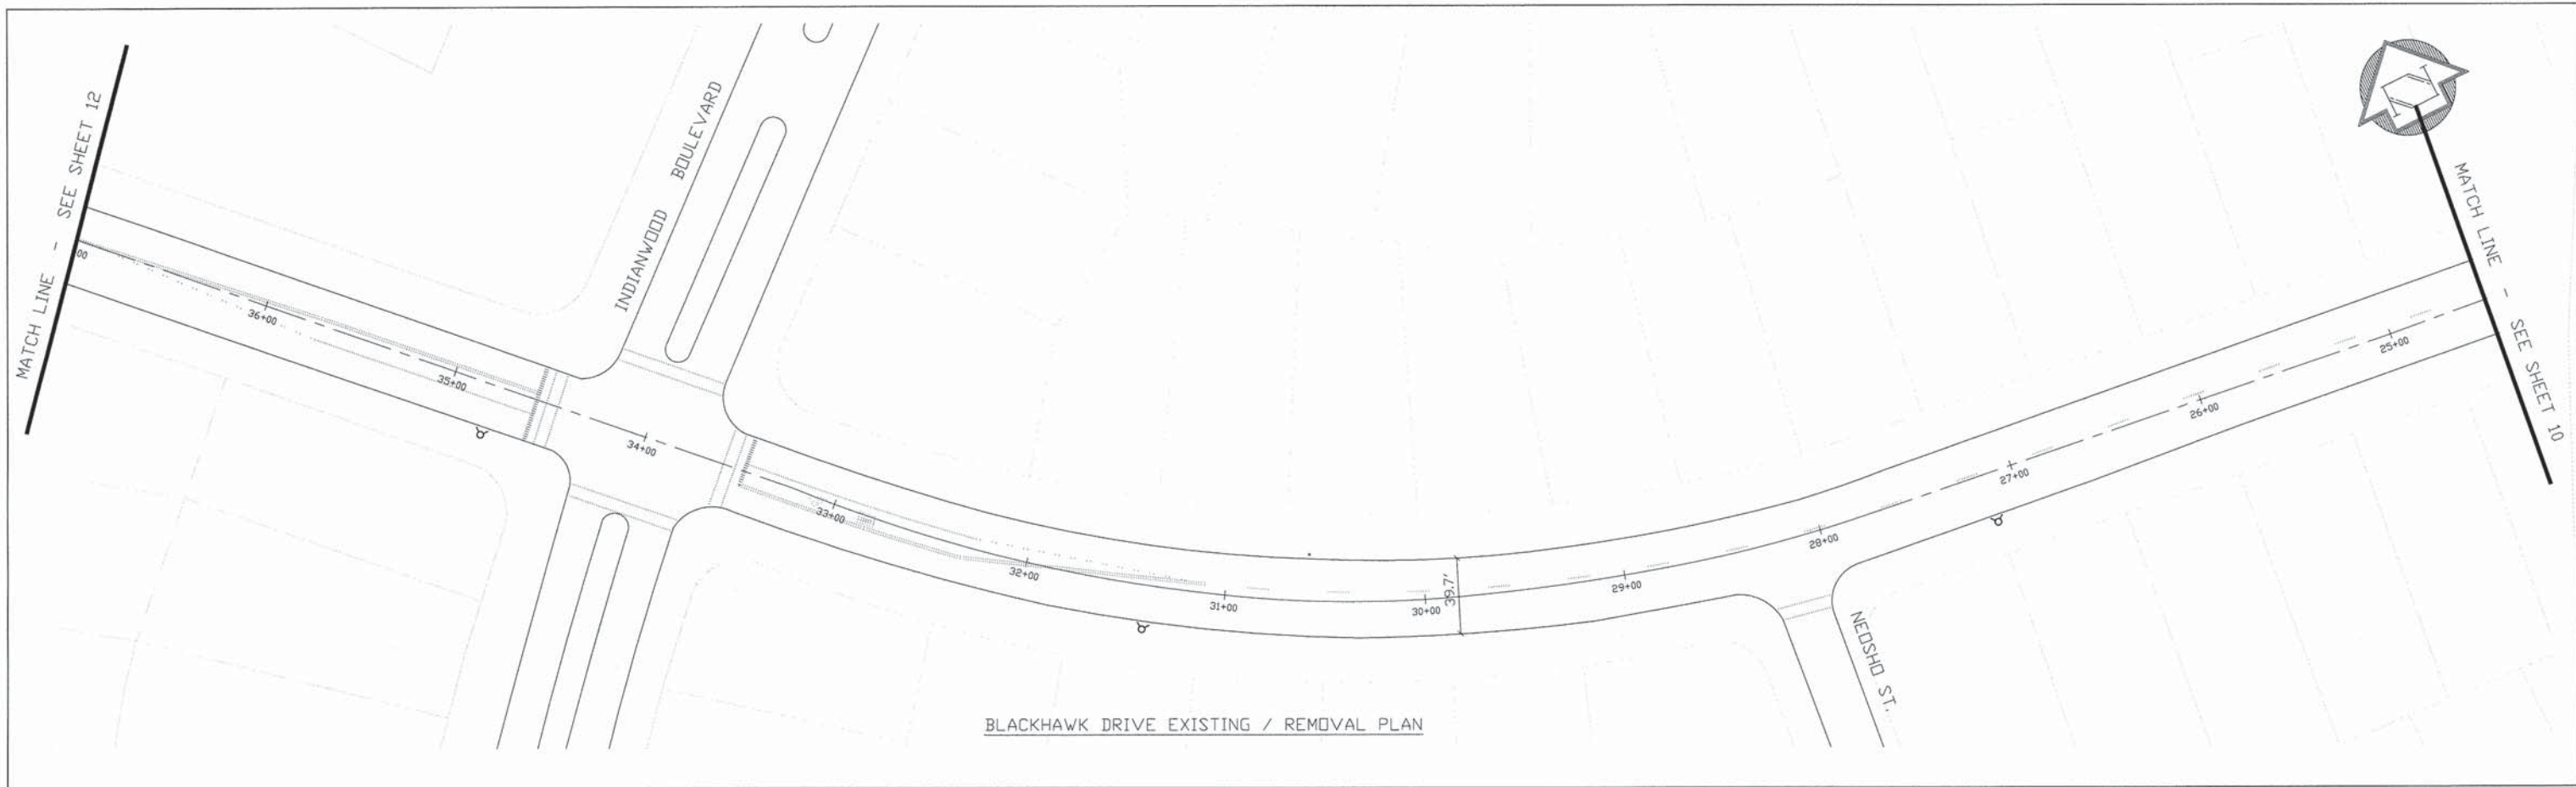 MATCH LINE - SEE SHEET 12
INDIANWOOD BOULEVARD
MATCH LINE - SEE SHEET 10
00
36+00
35+00
34+00
33+00
32+00
31+00
30+00
39.7'
29+00
28+00
27+00
26+00
25+00
NEOSHO ST.
BLACKHAWK DRIVE EXISTING / REMOVAL PLAN